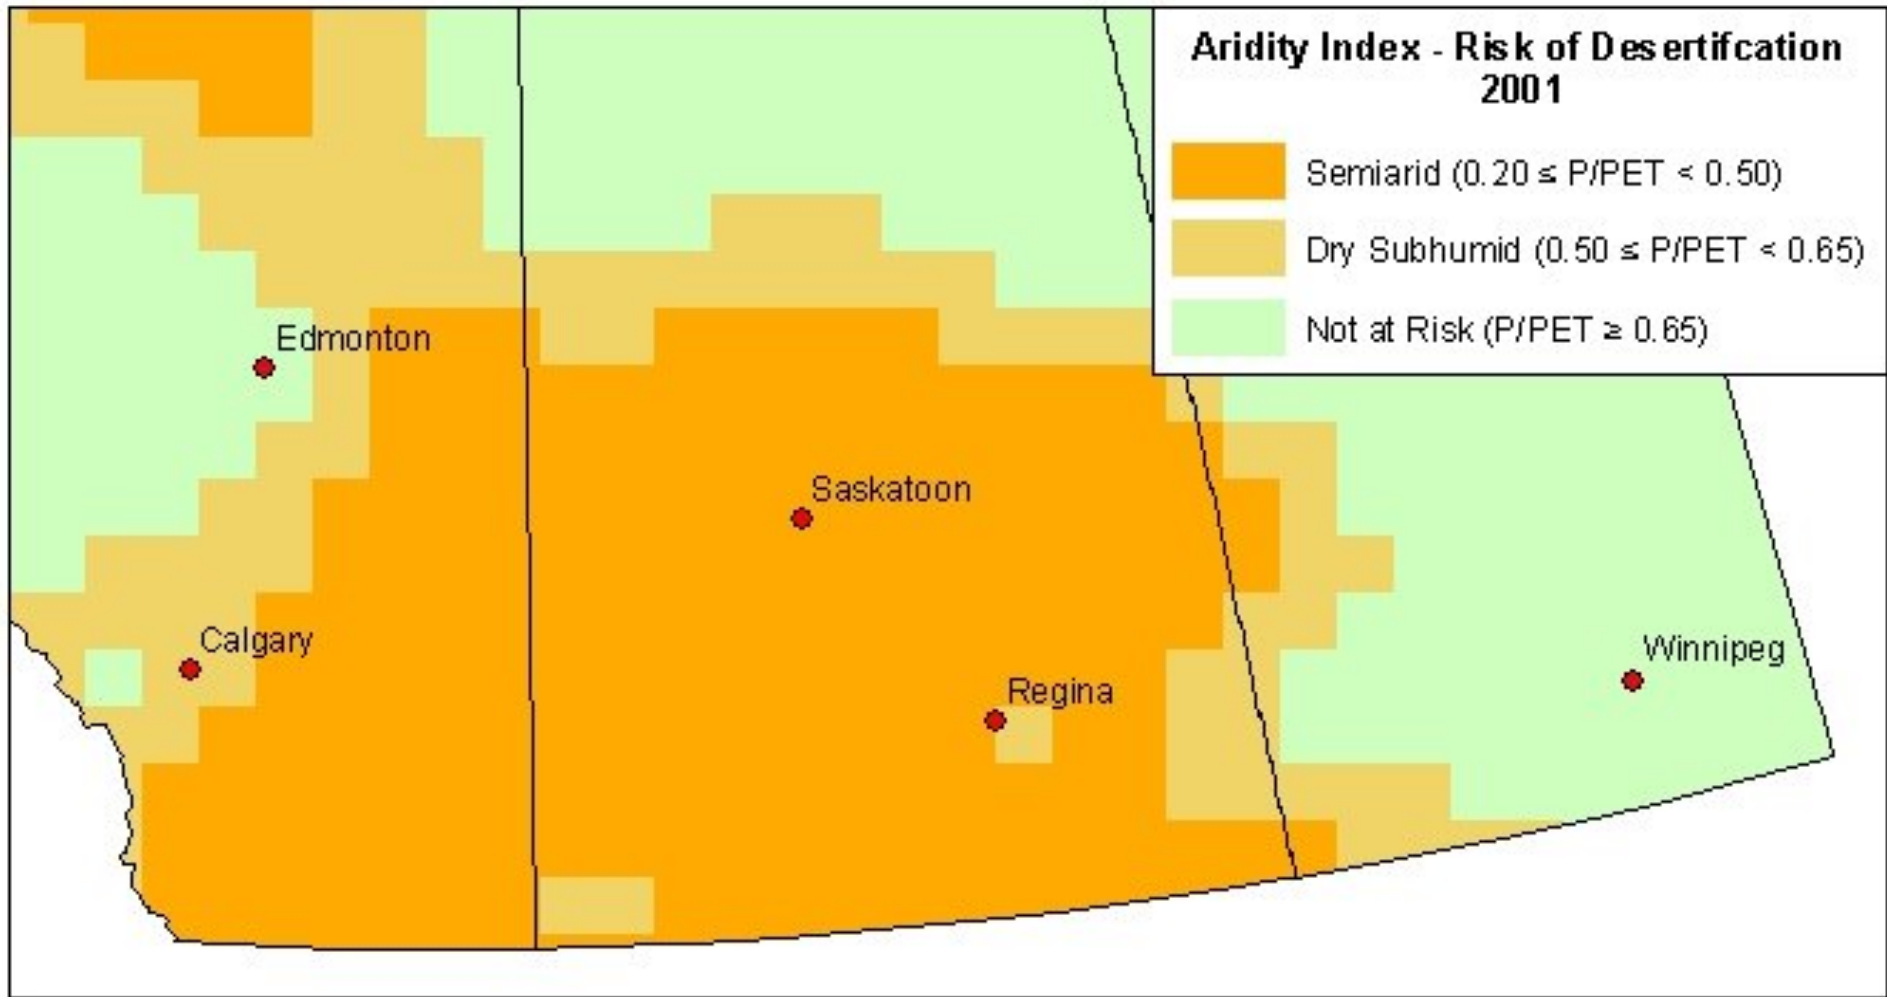 Aridity Index - Risk of Desertifcation
2001
Semiarid (0.20 ≤ P/PET < 0.50)
Dry Subhumid (0.50 ≤ P/PET < 0.65)
Not at Risk (P/PET ≥ 0.65)
Edmonton
Saskatoon
Calgary
Winnipeg
Regina